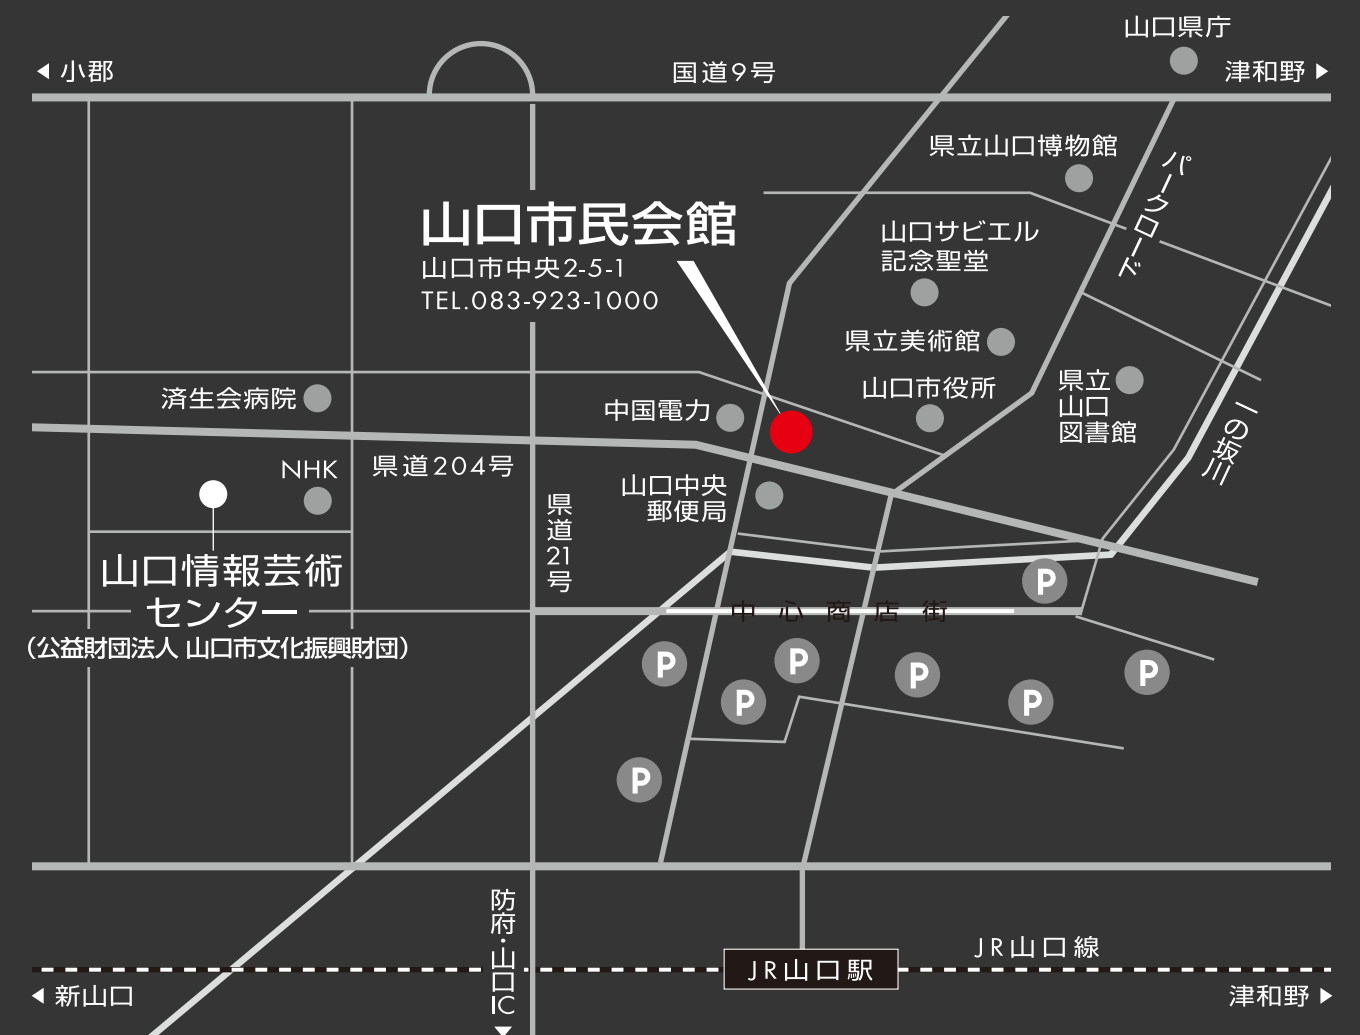 山口県庁
◀ 小郡
国道9号
津和野 ▶
県立山口博物館
パークロード
山口市民会館
山口市中央2-5-1
TEL.083-923-1000
山口サビエル
記念聖堂
県立美術館
山口市役所
県立
山口
図書館
一の坂川
済生会病院
中国電力
県道204号
NHK
山口中央
郵便局
県道21号
山口情報芸術
センター
（公益財団法人 山口市文化振興財団）
中心商店街
P
P
P
P
P
P
P
P
防府・山口IC
▼
JR山口駅
JR山口線
◀ 新山口
津和野 ▶